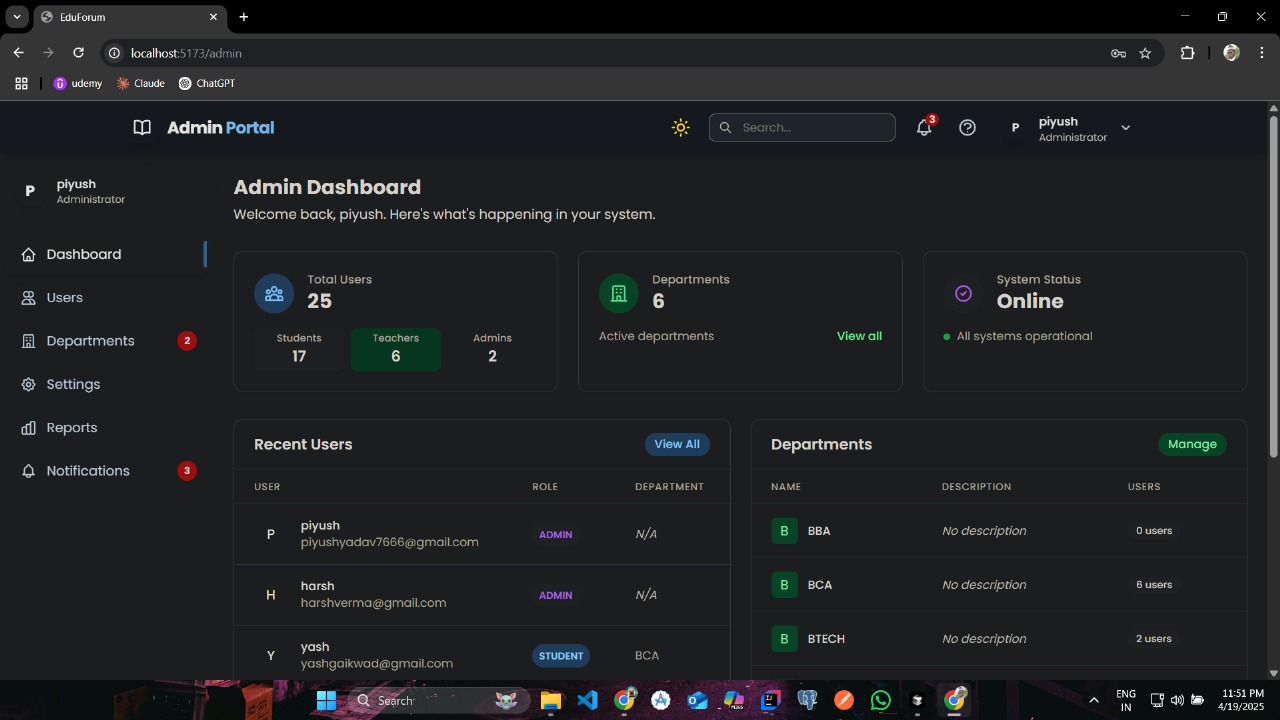 EduForum
localhost:5173/admin
udemy
Claude
ChatGPT
Admin Portal
Search...
3
piyush
P
Administrator
piyush
P
Administrator
Dashboard
Users
Departments 2
Settings
Reports
Notifications 3
Admin Dashboard
Welcome back, piyush. Here's what's happening in your system.
Total Users
25
Students
17
Teachers
6
Admins
2
Departments
6
Active departments
View all
System Status
Online
All systems operational
Recent Users
View All
USER ROLE DEPARTMENT
P
piyush
piyushyadav7666@gmail.com
ADMIN
N/A
H
harsh
harshverma@gmail.com
ADMIN
N/A
Y
yash
yashgaikwad@gmail.com
STUDENT
BCA
Departments
Manage
NAME DESCRIPTION USERS
B BBA No description 0 users
B BCA No description 6 users
B BTECH No description 2 users
Search
ENG
IN
11:51 PM
4/19/2025